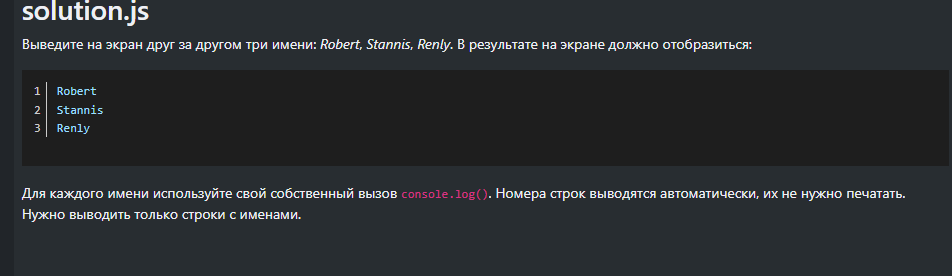 solution.js
Выведите на экран друг за другом три имени: Robert, Stannis, Renly. В результате на экране должно отобразиться:
1 Robert
2 Stannis
3 Renly
Для каждого имени используйте свой собственный вызов console.log(). Номера строк выводятся автоматически, их не нужно печатать.
Нужно выводить только строки с именами.